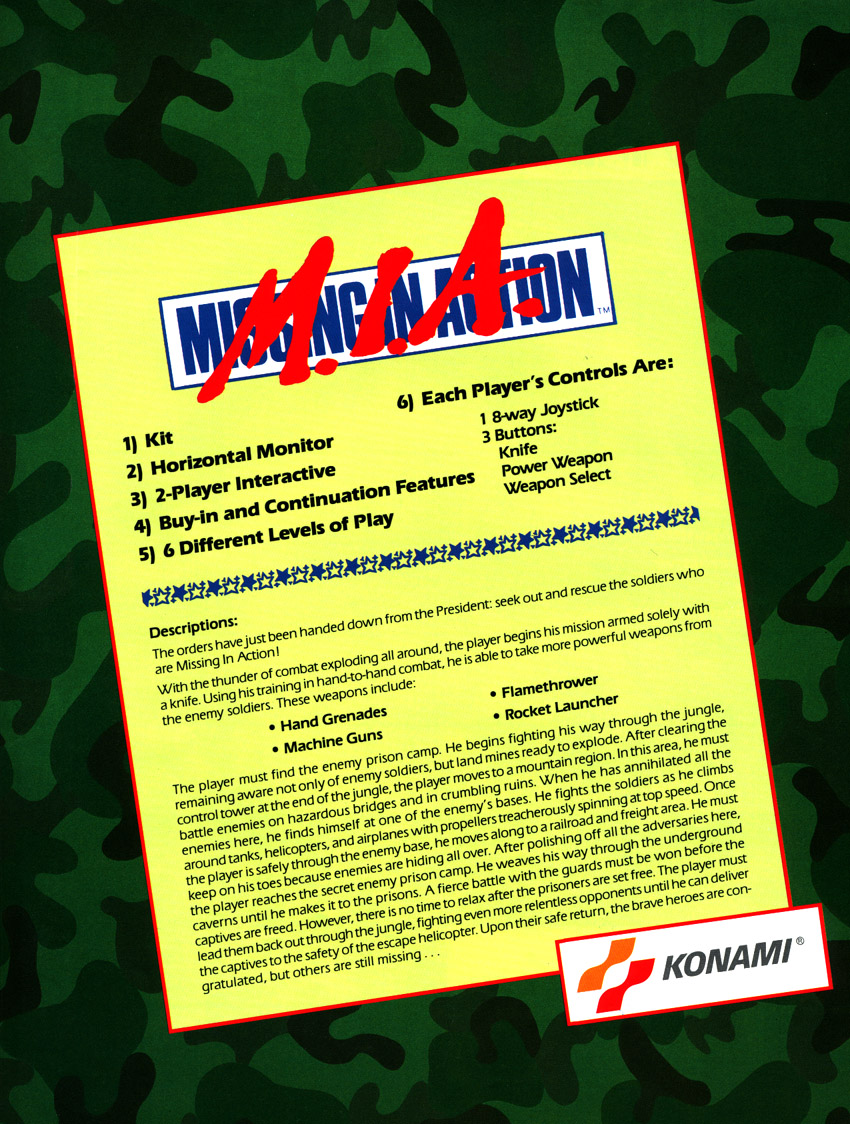 MISSING IN ACTION ™
M.I.A.
1) Kit
2) Horizontal Monitor
3) 2-Player Interactive
4) Buy-in and Continuation Features
5) 6 Different Levels of Play
6) Each Player's Controls Are:
1 8-way Joystick
3 Buttons:
Knife
Power Weapon
Weapon Select
Descriptions:
The orders have just been handed down from the President: seek out and rescue the soldiers who
are Missing In Action!
With the thunder of combat exploding all around, the player begins his mission armed solely with
a knife. Using his training in hand-to-hand combat, he is able to take more powerful weapons from
the enemy soldiers. These weapons include:
• Hand Grenades
• Machine Guns
• Flamethrower
• Rocket Launcher
The player must find the enemy prison camp. He begins fighting his way through the jungle,
remaining aware not only of enemy soldiers, but land mines ready to explode. After clearing the
control tower at the end of the jungle, the player moves to a mountain region. In this area, he must
battle enemies on hazardous bridges and in crumbling ruins. When he has annihilated all the
enemies here, he finds himself at one of the enemy's bases. He fights the soldiers as he climbs
around tanks, helicopters, and airplanes with propellers treacherously spinning at top speed. Once
the player is safely through the enemy base, he moves along to a railroad and freight area. He must
keep on his toes because enemies are hiding all over. After polishing off all the adversaries here,
the player reaches the secret enemy prison camp. He weaves his way through the underground
caverns until he makes it to the prisons. A fierce battle with the guards must be won before the
captives are freed. However, there is no time to relax after the prisoners are set free. The player must
lead them back out through the jungle, fighting even more relentless opponents until he can deliver
the captives to the safety of the escape helicopter. Upon their safe return, the brave heroes are con-
gratulated, but others are still missing . . .
KONAMI®